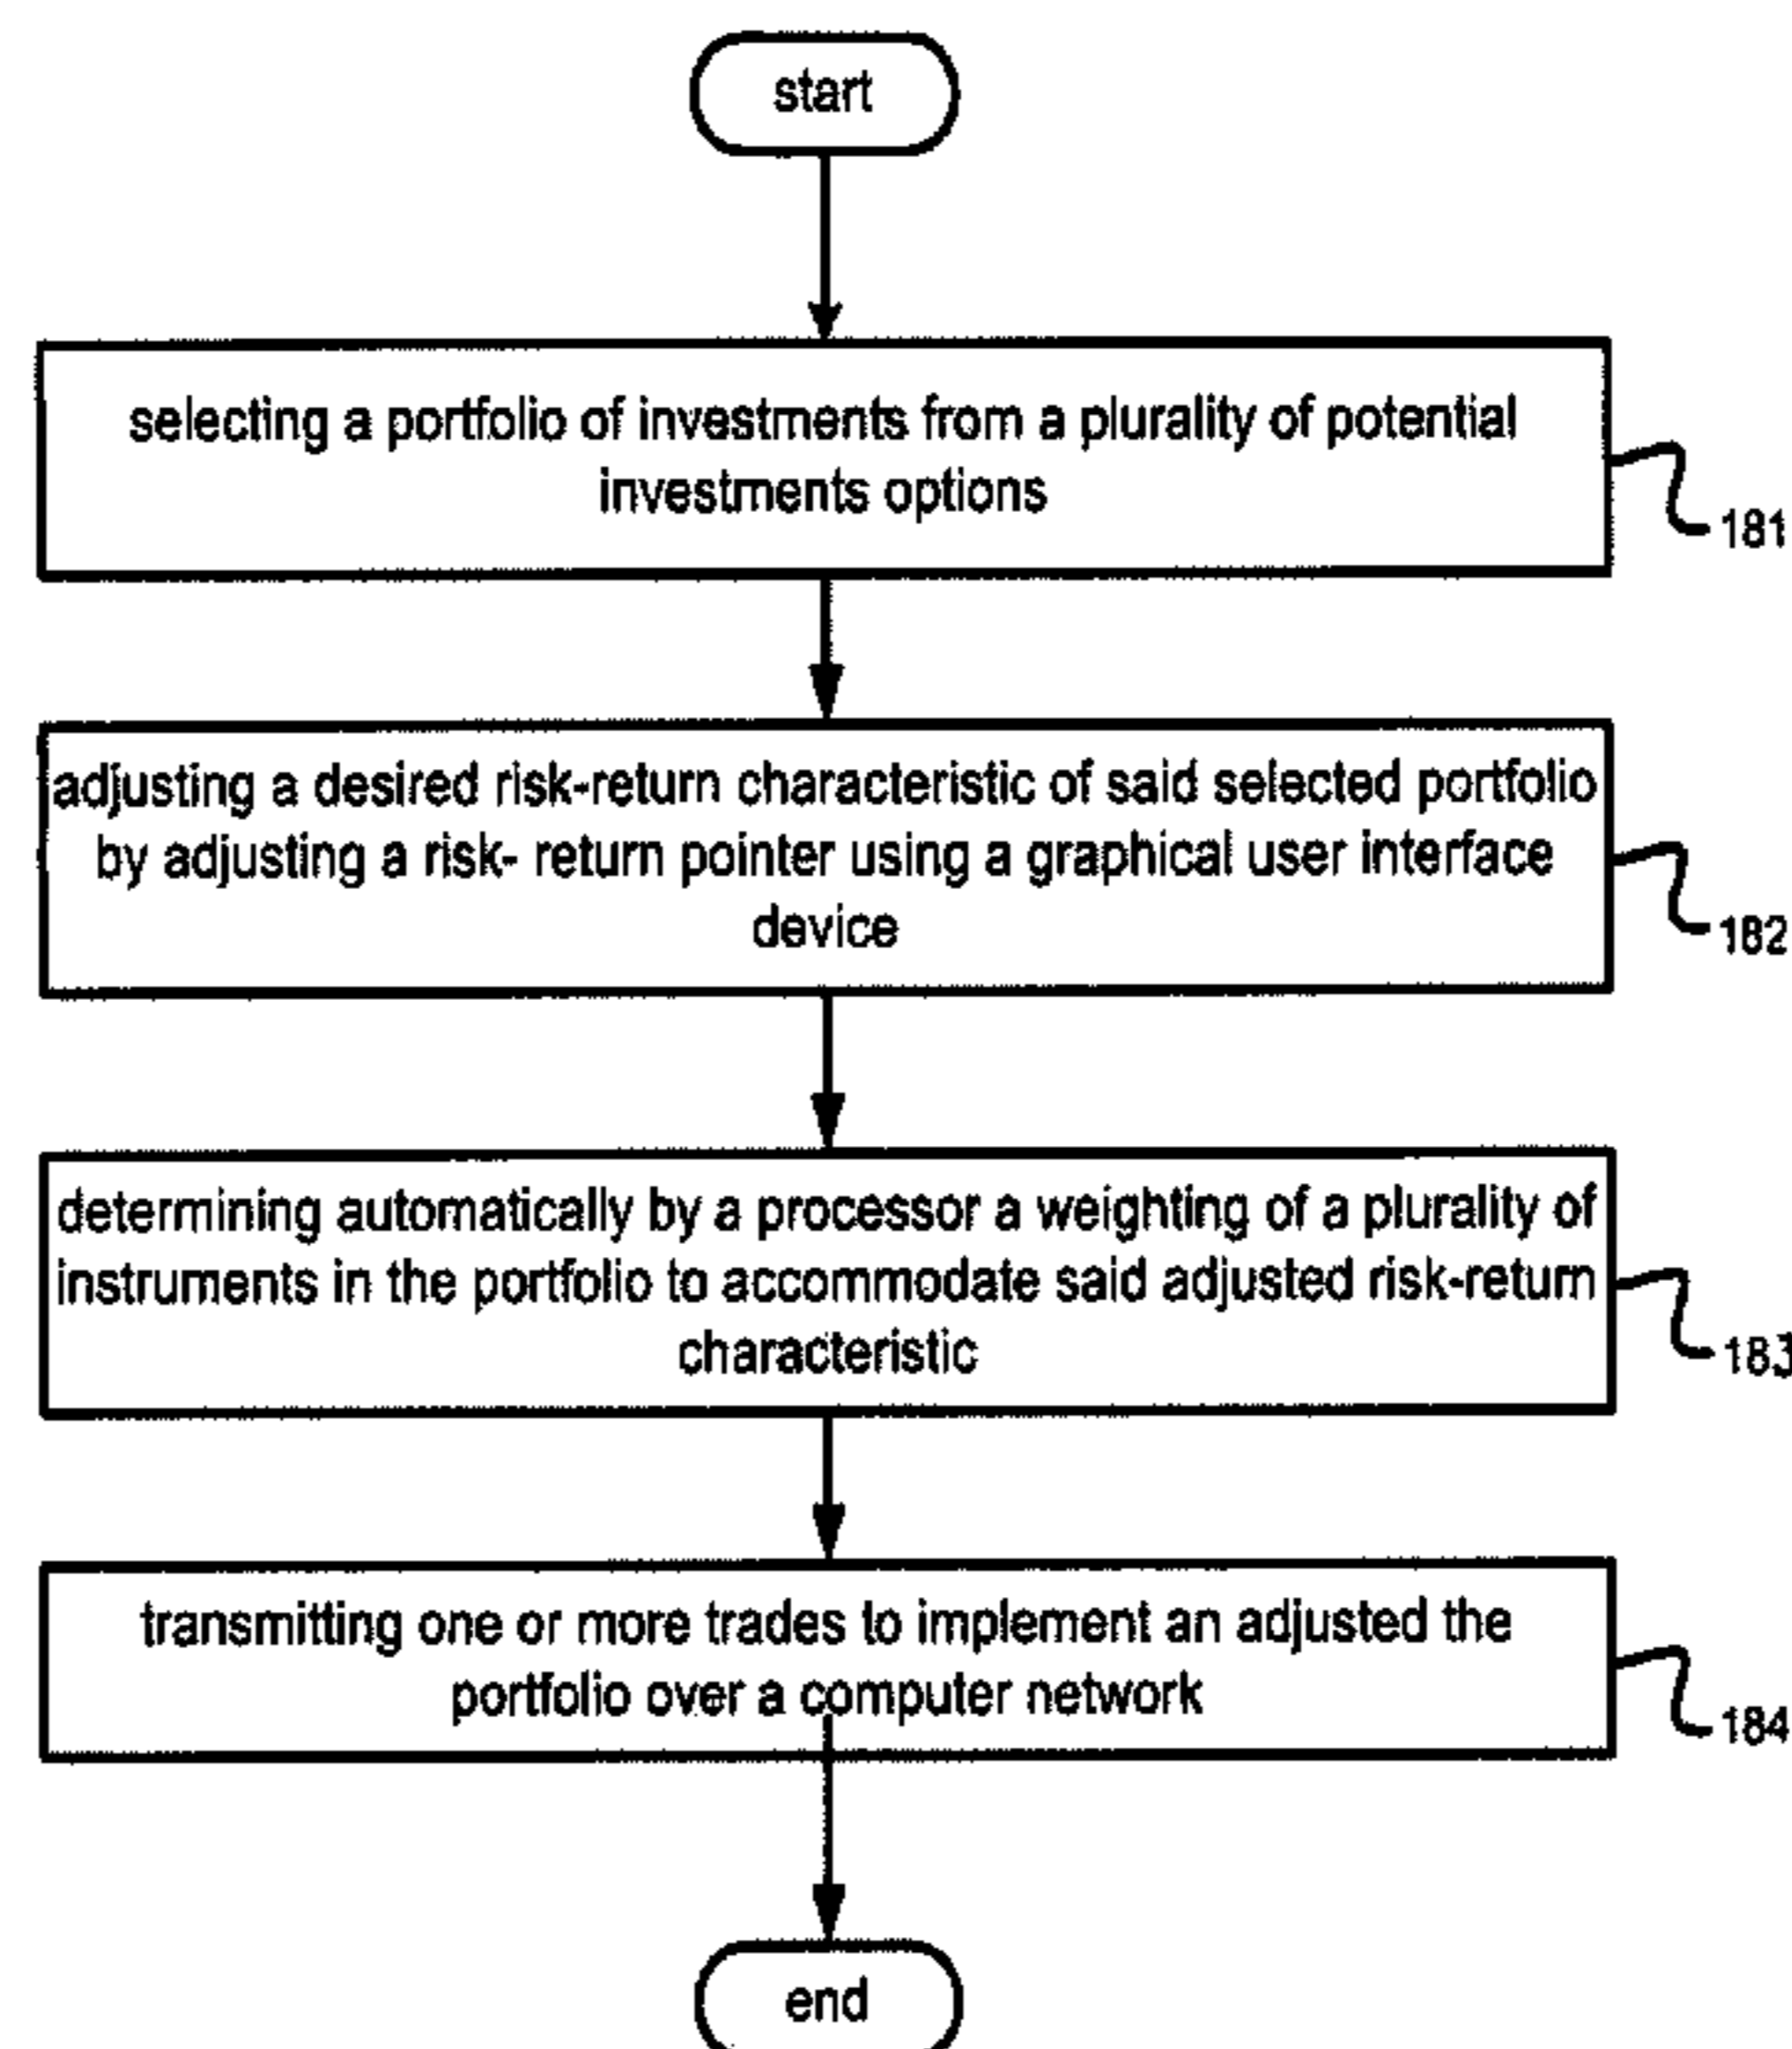 start
selecting a portfolio of investments from a plurality of potential
investments options
181
adjusting a desired risk-return characteristic of said selected portfolio
by adjusting a risk- return pointer using a graphical user interface
device
182
determining automatically by a processor a weighting of a plurality of
instruments in the portfolio to accommodate said adjusted risk-return
characteristic
183
transmitting one or more trades to implement an adjusted the
portfolio over a computer network
184
end